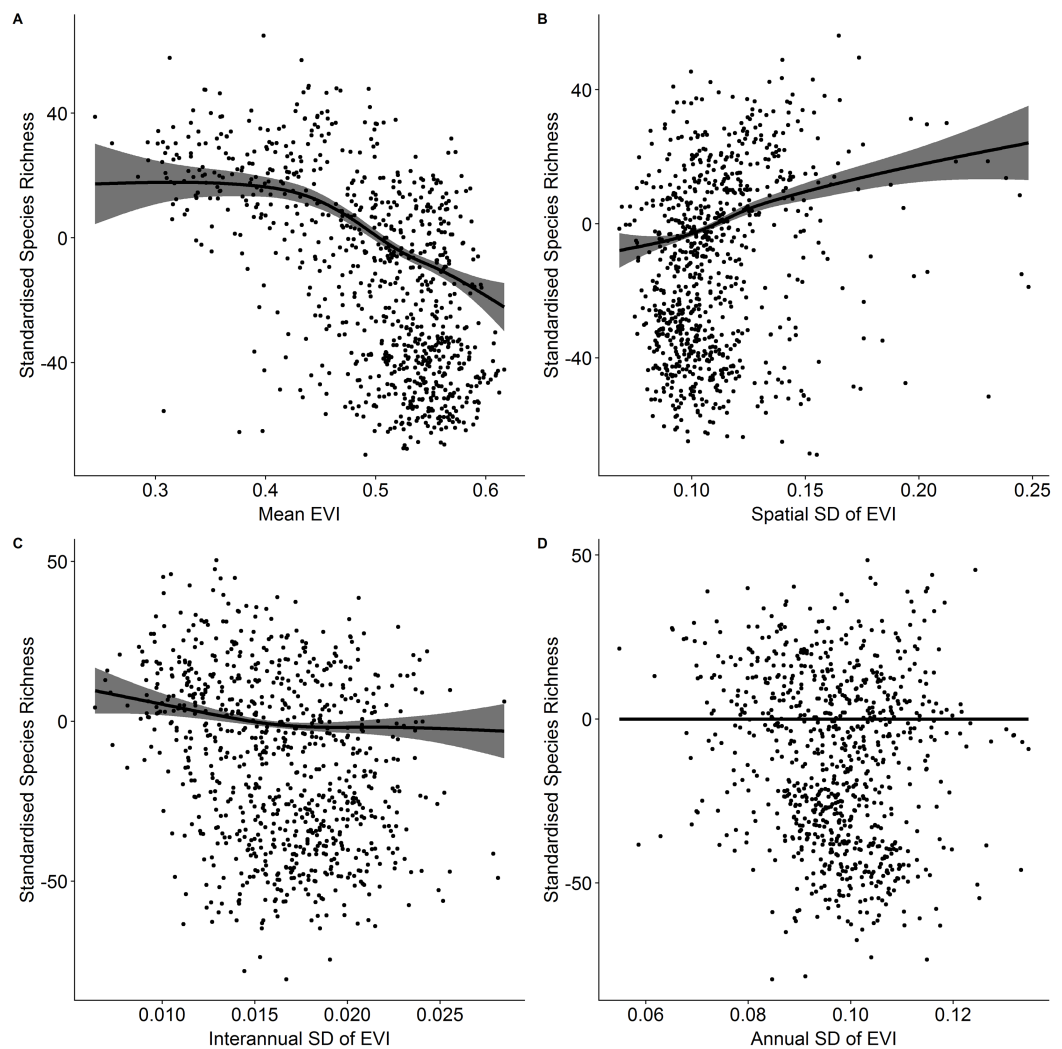 A
Standardised Species Richness
40
0
-40
0.3 0.4 0.5 0.6
Mean EVI
B
Standardised Species Richness
40
0
-40
0.10 0.15 0.20 0.25
Spatial SD of EVI
C
Standardised Species Richness
50
0
-50
0.010 0.015 0.020 0.025
Interannual SD of EVI
D
Standardised Species Richness
50
0
-50
0.06 0.08 0.10 0.12
Annual SD of EVI